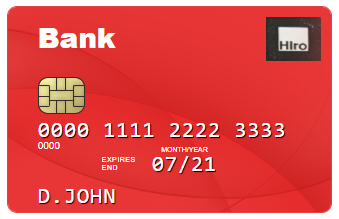 Bank
HIro
0000 1111 2222 3333
0000
MONTH/YEAR
EXPIRES
END
07/21
D.JOHN